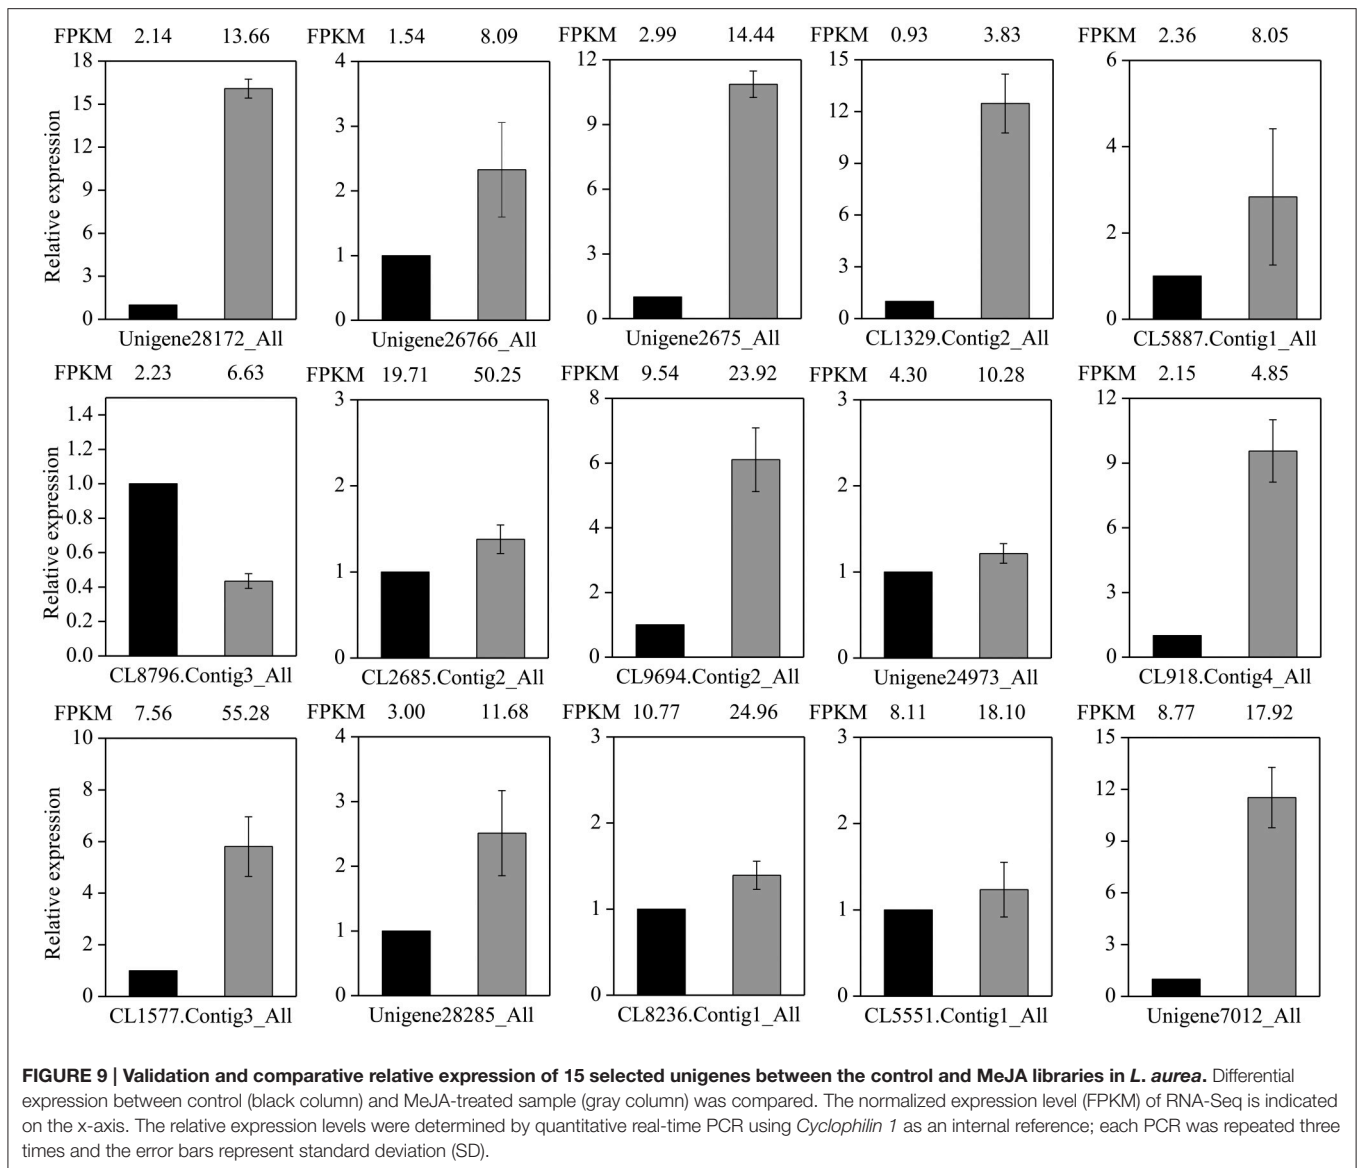 FPKM 2.14 13.66
FPKM 1.54 8.09
FPKM 2.99 14.44
FPKM 0.93 3.83
FPKM 2.36 8.05
Relative expression
18
15
12
9
6
3
0
Unigene28172_All
4
3
2
1
0
Unigene26766_All
12
9
6
3
0
Unigene2675_All
15
12
9
6
3
0
CL1329.Contig2_All
6
4
2
0
CL5887.Contig1_All
FPKM 2.23 6.63
FPKM 19.71 50.25
FPKM 9.54 23.92
FPKM 4.30 10.28
FPKM 2.15 4.85
Relative expression
1.4
1.2
1.0
0.8
0.6
0.4
0.2
0.0
CL8796.Contig3_All
3
2
1
0
CL2685.Contig2_All
8
6
4
2
0
CL9694.Contig2_All
3
2
1
0
Unigene24973_All
12
9
6
3
0
CL918.Contig4_All
FPKM 7.56 55.28
FPKM 3.00 11.68
FPKM 10.77 24.96
FPKM 8.11 18.10
FPKM 8.77 17.92
Relative expression
10
8
6
4
2
0
CL1577.Contig3_All
4
3
2
1
0
Unigene28285_All
3
2
1
0
CL8236.Contig1_All
3
2
1
0
CL5551.Contig1_All
15
12
9
6
3
0
Unigene7012_All
FIGURE 9 | Validation and comparative relative expression of 15 selected unigenes between the control and MeJA libraries in L. aurea. Differential
expression between control (black column) and MeJA-treated sample (gray column) was compared. The normalized expression level (FPKM) of RNA-Seq is indicated
on the x-axis. The relative expression levels were determined by quantitative real-time PCR using Cyclophilin 1 as an internal reference; each PCR was repeated three
times and the error bars represent standard deviation (SD).